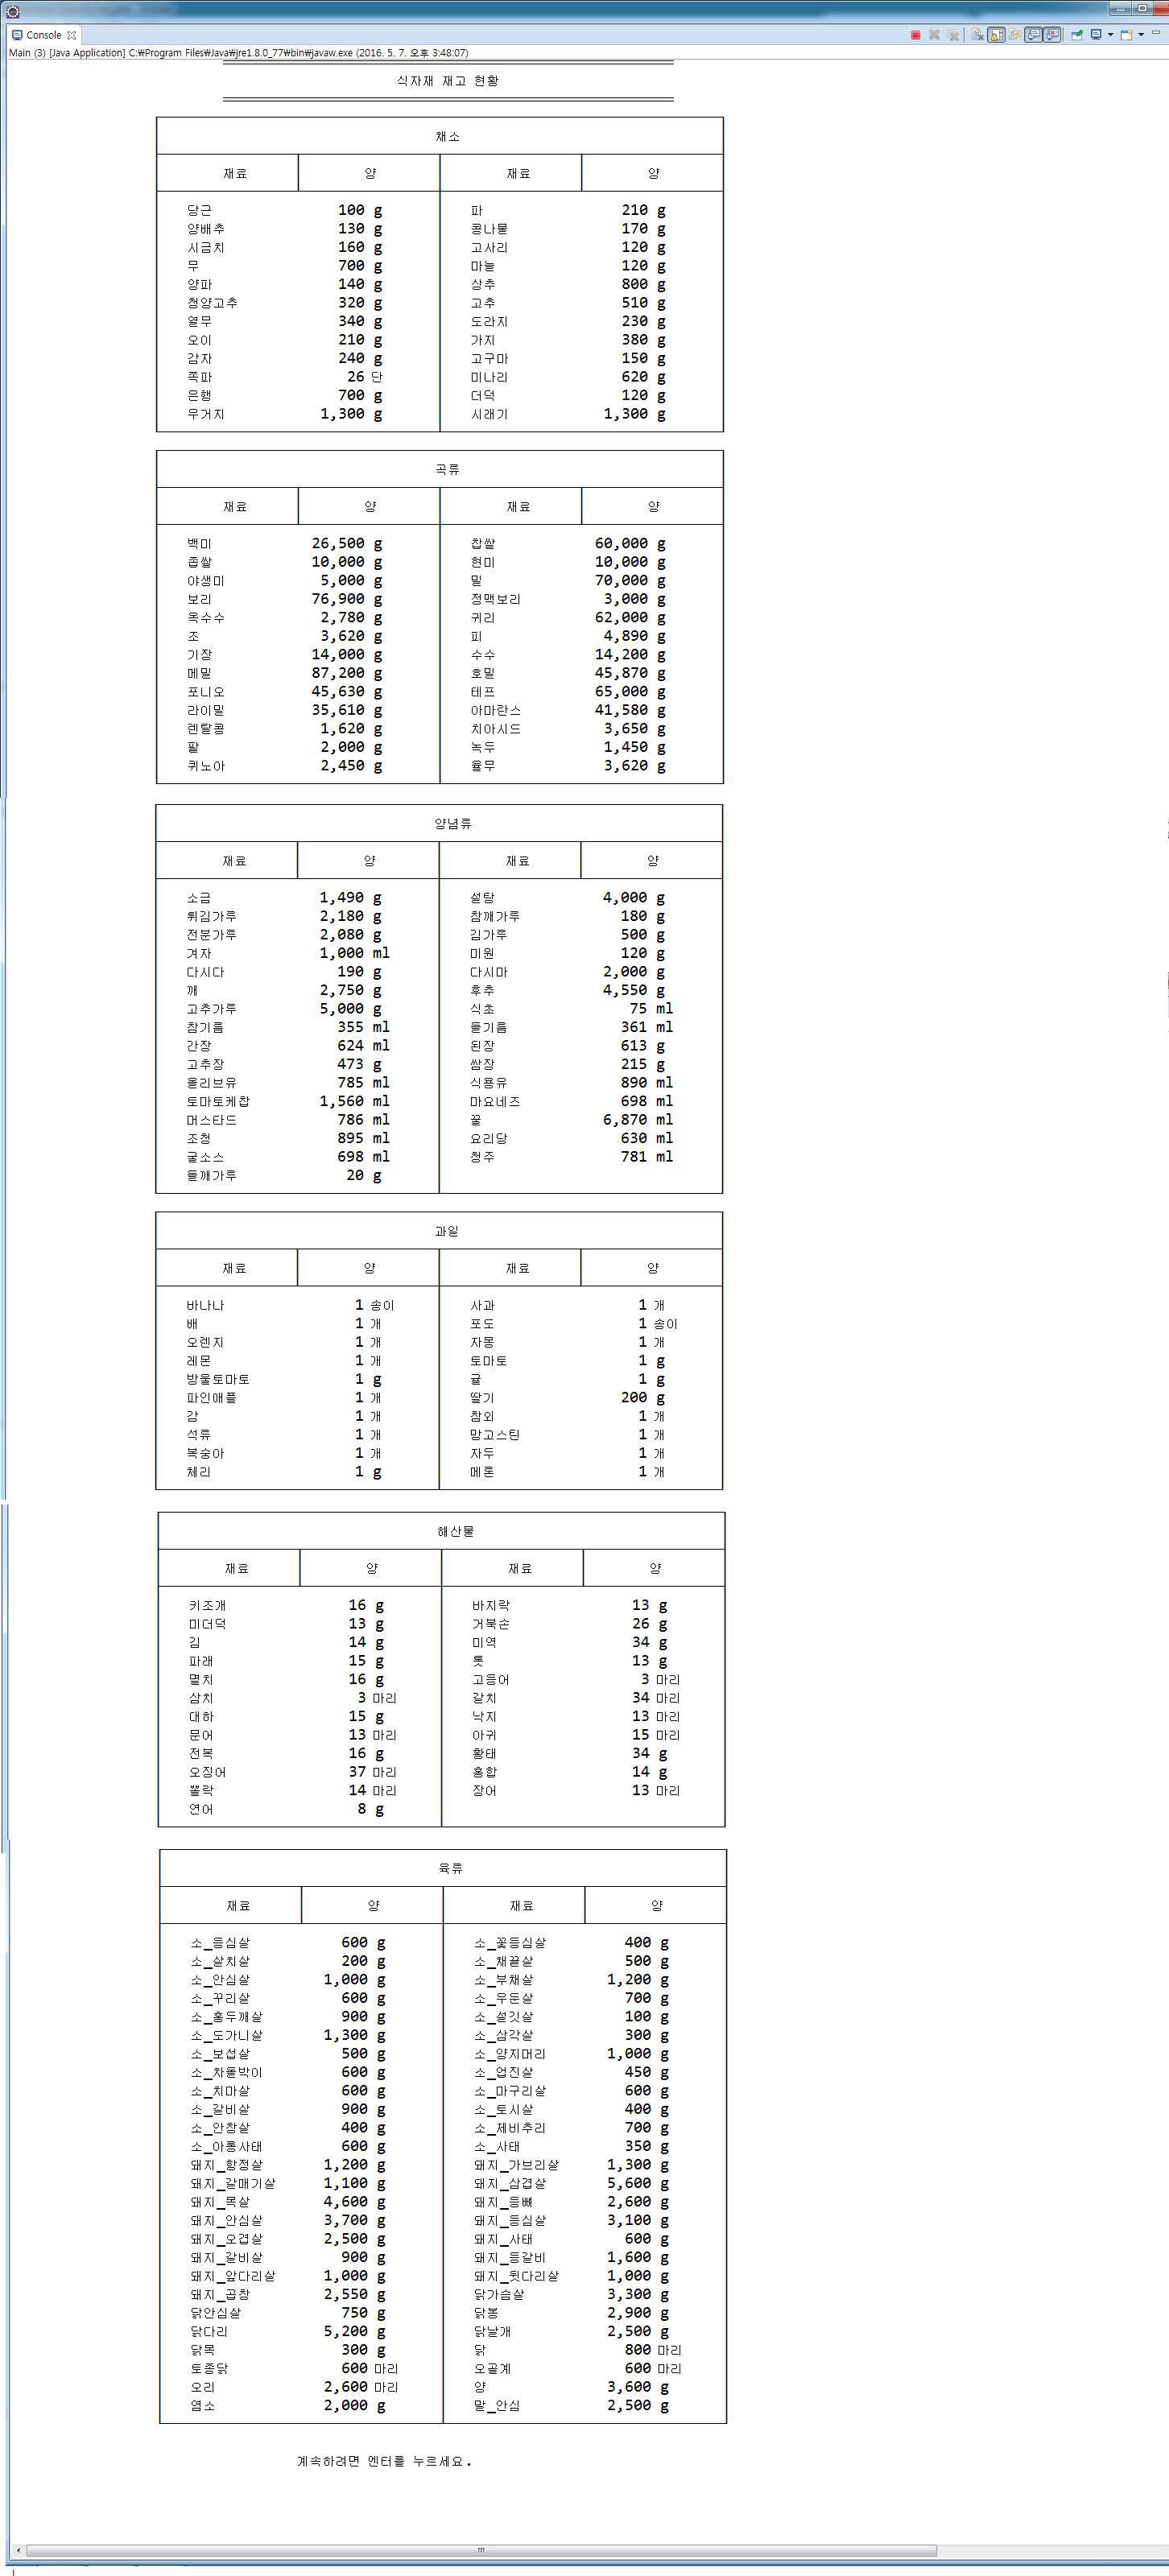 Console
Main (3) [Java Application] C:₩Program Files₩Java₩jre1.8.0_77₩bin₩javaw.exe (2016. 5. 7. 오후 3:48:07)
식자재 재고 현황
채소
재료 양 재료 양
당근 100 g 파 210 g
양배추 130 g 콩나물 170 g
시금치 160 g 고사리 120 g
무 700 g 마늘 120 g
양파 140 g 상추 800 g
청양고추 320 g 고추 510 g
열무 340 g 도라지 230 g
오이 210 g 가지 380 g
감자 240 g 고구마 150 g
쪽파 26 단 미나리 620 g
은행 700 g 더덕 120 g
우거지 1,300 g 시래기 1,300 g
곡류
재료 양 재료 양
백미 26,500 g 찹쌀 60,000 g
좁쌀 10,000 g 현미 10,000 g
야생미 5,000 g 밀 70,000 g
보리 76,900 g 정맥보리 3,000 g
옥수수 2,780 g 귀리 62,000 g
조 3,620 g 피 4,890 g
기장 14,000 g 수수 14,200 g
메밀 87,200 g 호밀 45,870 g
포니오 45,630 g 테프 65,000 g
라이밀 35,610 g 아마란스 41,580 g
렌탈콩 1,620 g 치아시드 3,650 g
팥 2,000 g 녹두 1,450 g
퀴노아 2,450 g 율무 3,620 g
양념류
재료 양 재료 양
소금 1,490 g 설탕 4,000 g
튀김가루 2,180 g 참깨가루 180 g
전분가루 2,080 g 김가루 500 g
겨자 1,000 ml 미원 120 g
다시다 190 g 다시마 2,000 g
깨 2,750 g 후추 4,550 g
고추가루 5,000 g 식초 75 ml
참기름 355 ml 들기름 361 ml
간장 624 ml 된장 613 g
고추장 473 g 쌈장 215 g
올리브유 785 ml 식용유 890 ml
토마토케찹 1,560 ml 마요네즈 698 ml
머스타드 786 ml 꿀 6,870 ml
조청 895 ml 요리당 630 ml
굴소스 698 ml 청주 781 ml
들깨가루 20 g
과일
재료 양 재료 양
바나나 1 송이 사과 1 개
배 1 개 포도 1 송이
오렌지 1 개 자몽 1 개
레몬 1 개 토마토 1 g
방울토마토 1 g 귤 1 g
파인애플 1 개 딸기 200 g
감 1 개 참외 1 개
석류 1 개 망고스틴 1 개
복숭아 1 개 자두 1 개
체리 1 g 메론 1 개
해산물
재료 양 재료 양
키조개 16 g 바지락 13 g
미더덕 13 g 거북손 26 g
김 14 g 미역 34 g
파래 15 g 톳 13 g
멸치 16 g 고등어 3 마리
삼치 3 마리 갈치 34 마리
대하 15 g 낙지 13 마리
문어 13 마리 아귀 15 마리
전복 16 g 황태 34 g
오징어 37 마리 홍합 14 g
뽈락 14 마리 장어 13 마리
연어 8 g
육류
재료 양 재료 양
소_등심살 600 g 소_꽃등심살 400 g
소_살치살 200 g 소_채끝살 500 g
소_안심살 1,000 g 소_부채살 1,200 g
소_꾸리살 600 g 소_우둔살 700 g
소_홍두깨살 900 g 소_설깃살 100 g
소_도가니살 1,300 g 소_삼각살 300 g
소_보섭살 500 g 소_양지머리 1,000 g
소_차돌박이 600 g 소_업진살 450 g
소_치마살 600 g 소_마구리살 600 g
소_갈비살 900 g 소_토시살 400 g
소_안창살 400 g 소_제비추리 700 g
소_아롱사태 600 g 소_사태 350 g
돼지_항정살 1,200 g 돼지_가브리살 1,300 g
돼지_갈매기살 1,100 g 돼지_삼겹살 5,600 g
돼지_목살 4,600 g 돼지_등뼈 2,600 g
돼지_안심살 3,700 g 돼지_등심살 3,100 g
돼지_오겹살 2,500 g 돼지_사태 600 g
돼지_갈비살 900 g 돼지_등갈비 1,600 g
돼지_앞다리살 1,000 g 돼지_뒷다리살 1,000 g
돼지_곱창 2,550 g 닭가슴살 3,300 g
닭안심살 750 g 닭봉 2,900 g
닭다리 5,200 g 닭날개 2,500 g
닭목 300 g 닭 800 마리
토종닭 600 마리 오골계 600 마리
오리 2,600 마리 양 3,600 g
염소 2,000 g 말_안심 2,500 g
계속하려면 엔터를 누르세요.